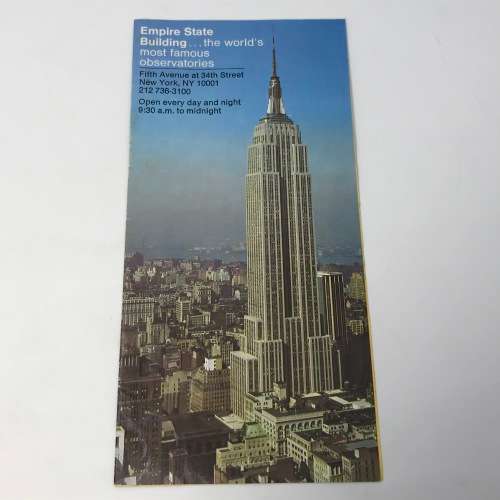 Empire State
Building...the world's
most famous
observatories
Fifth Avenue at 34th Street
New York, NY 10001
212 736-3100
Open every day and night
9:30 a.m. to midnight